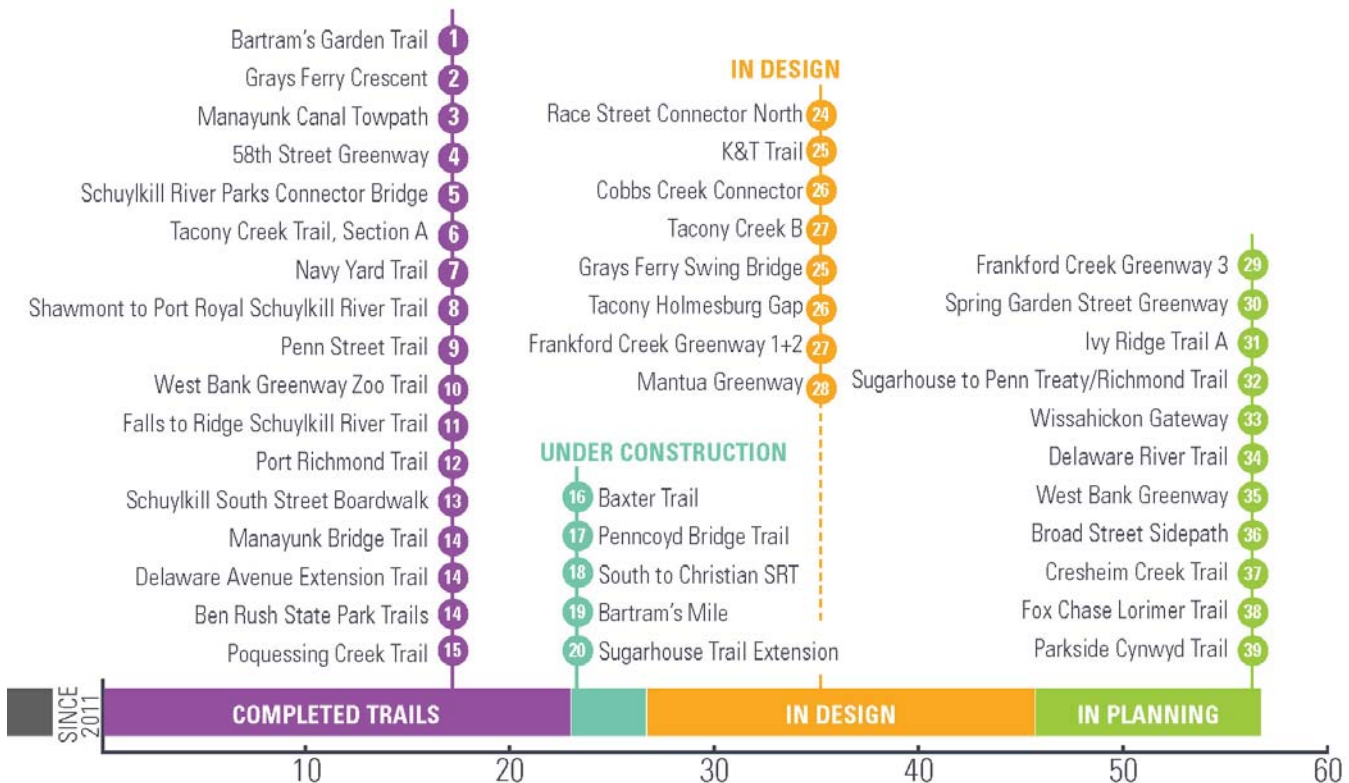 Bartram's Garden Trail 1
Grays Ferry Crescent 2
Manayunk Canal Towpath 3
58th Street Greenway 4
Schuylkill River Parks Connector Bridge 5
Tacony Creek Trail, Section A 6
Navy Yard Trail 7
Shawmont to Port Royal Schuylkill River Trail 8
Penn Street Trail 9
West Bank Greenway Zoo Trail 10
Falls to Ridge Schuylkill River Trail 11
Port Richmond Trail 12
Schuylkill South Street Boardwalk 13
Manayunk Bridge Trail 14
Delaware Avenue Extension Trail 14
Ben Rush State Park Trails 14
Poquessing Creek Trail 15
UNDER CONSTRUCTION
16 Baxter Trail
17 Penncoyd Bridge Trail
18 South to Christian SRT
19 Bartram's Mile
20 Sugarhouse Trail Extension
IN DESIGN
Race Street Connector North 24
K&T Trail 25
Cobbs Creek Connector 26
Tacony Creek B 27
Grays Ferry Swing Bridge 25
Tacony Holmesburg Gap 26
Frankford Creek Greenway 1+2 27
Mantua Greenway 28
Frankford Creek Greenway 3 29
Spring Garden Street Greenway 30
Ivy Ridge Trail A 31
Sugarhouse to Penn Treaty/Richmond Trail 32
Wissahickon Gateway 33
Delaware River Trail 34
West Bank Greenway 35
Broad Street Sidepath 36
Cresheim Creek Trail 37
Fox Chase Lorimer Trail 38
Parkside Cynwyd Trail 39
SINCE
2011
COMPLETED TRAILS
IN DESIGN
IN PLANNING
10 20 30 40 50 60